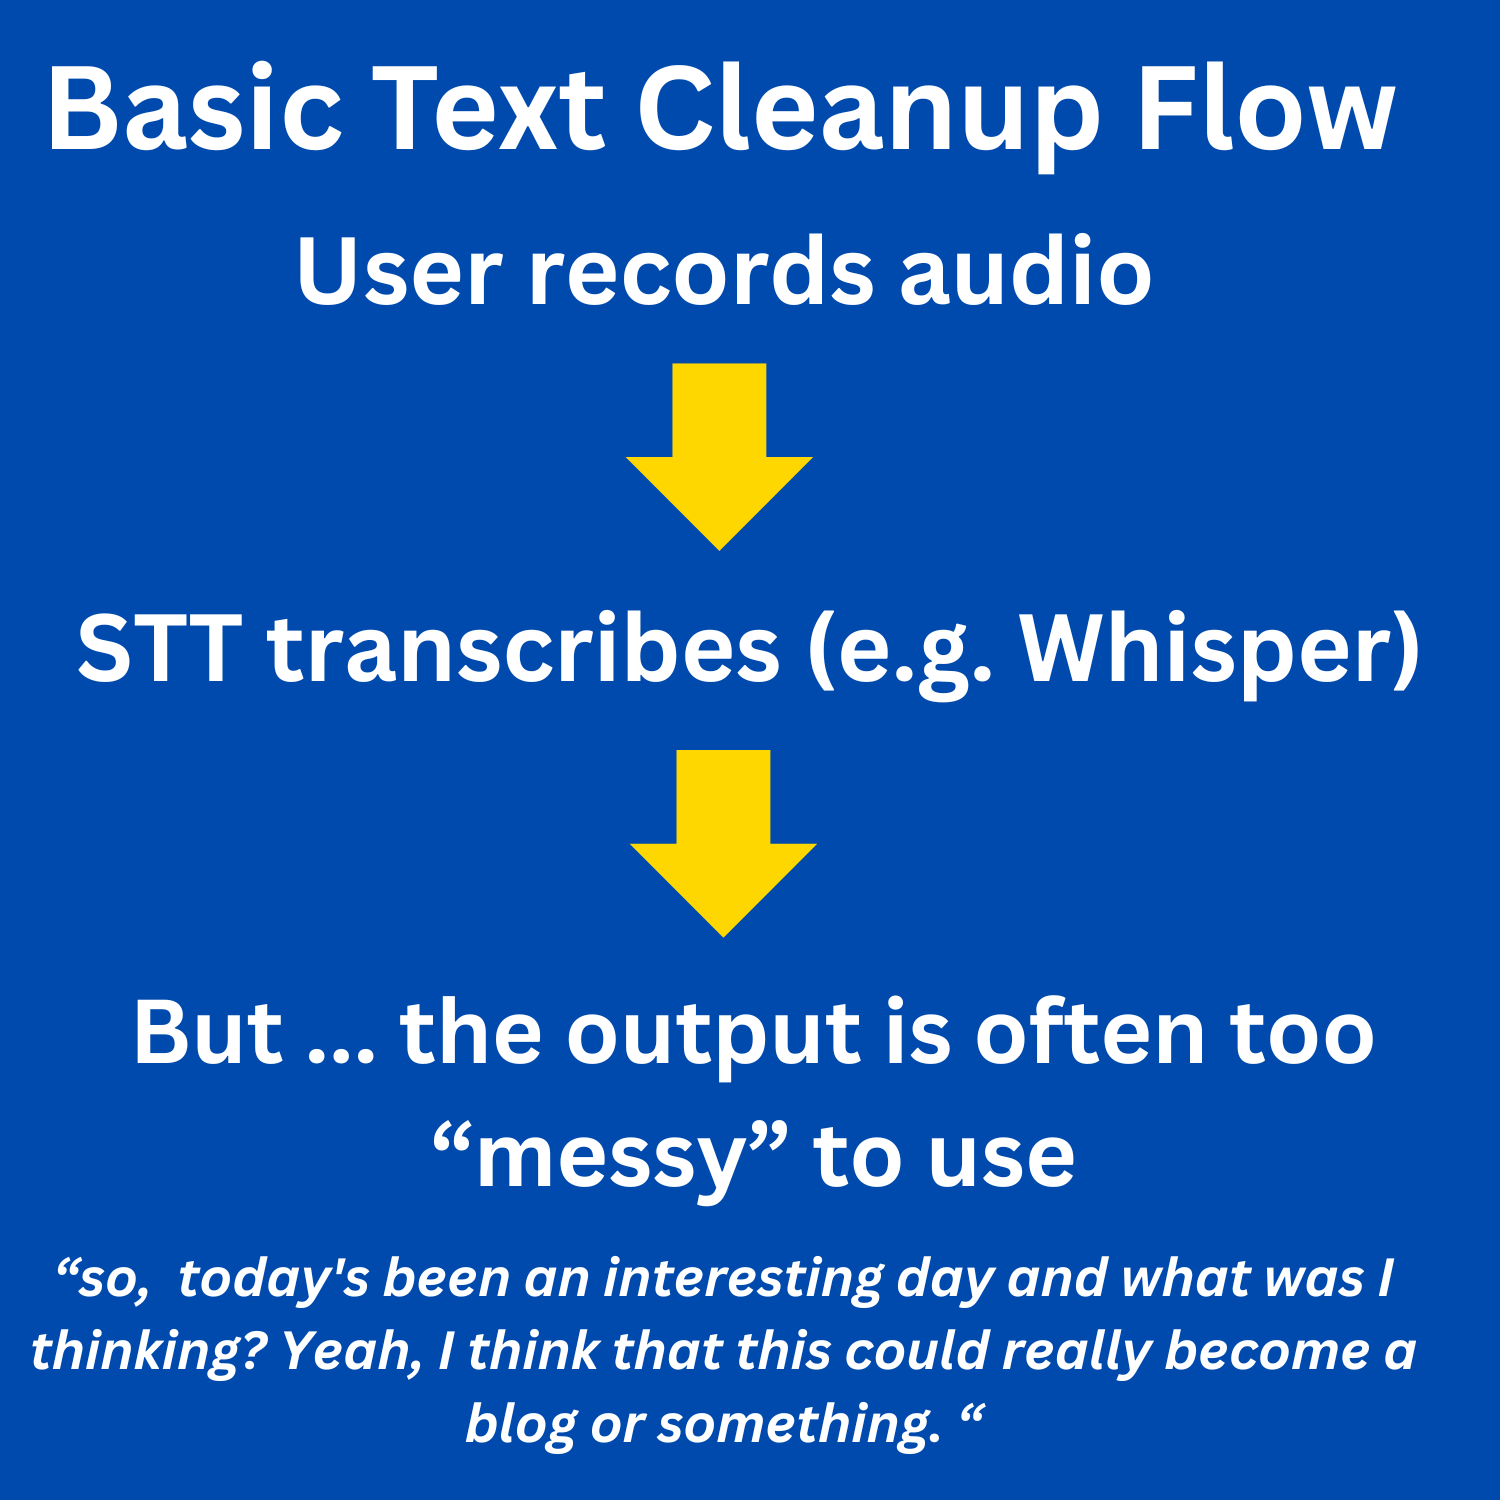 Basic Text Cleanup Flow
User records audio
STT transcribes (e.g. Whisper)
But ... the output is often too
“messy” to use
“so,  today's been an interesting day and what was I
thinking? Yeah, I think that this could really become a
blog or something. “